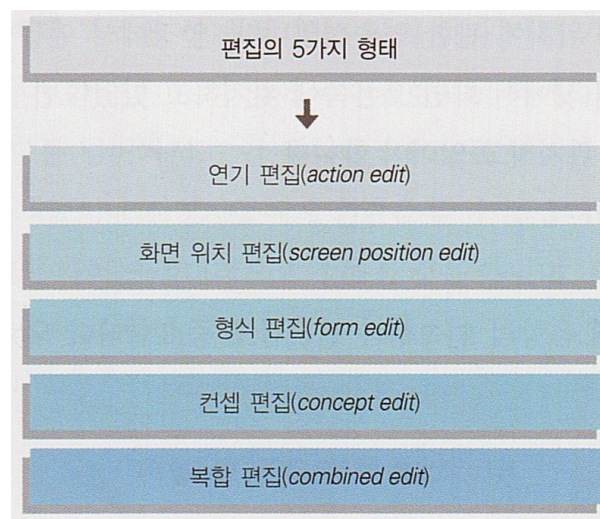 편집의 5가지 형태
연기 편집(action edit)
화면 위치 편집(screen position edit)
형식 편집(form edit)
컨셉 편집(concept edit)
복합 편집(combined edit)